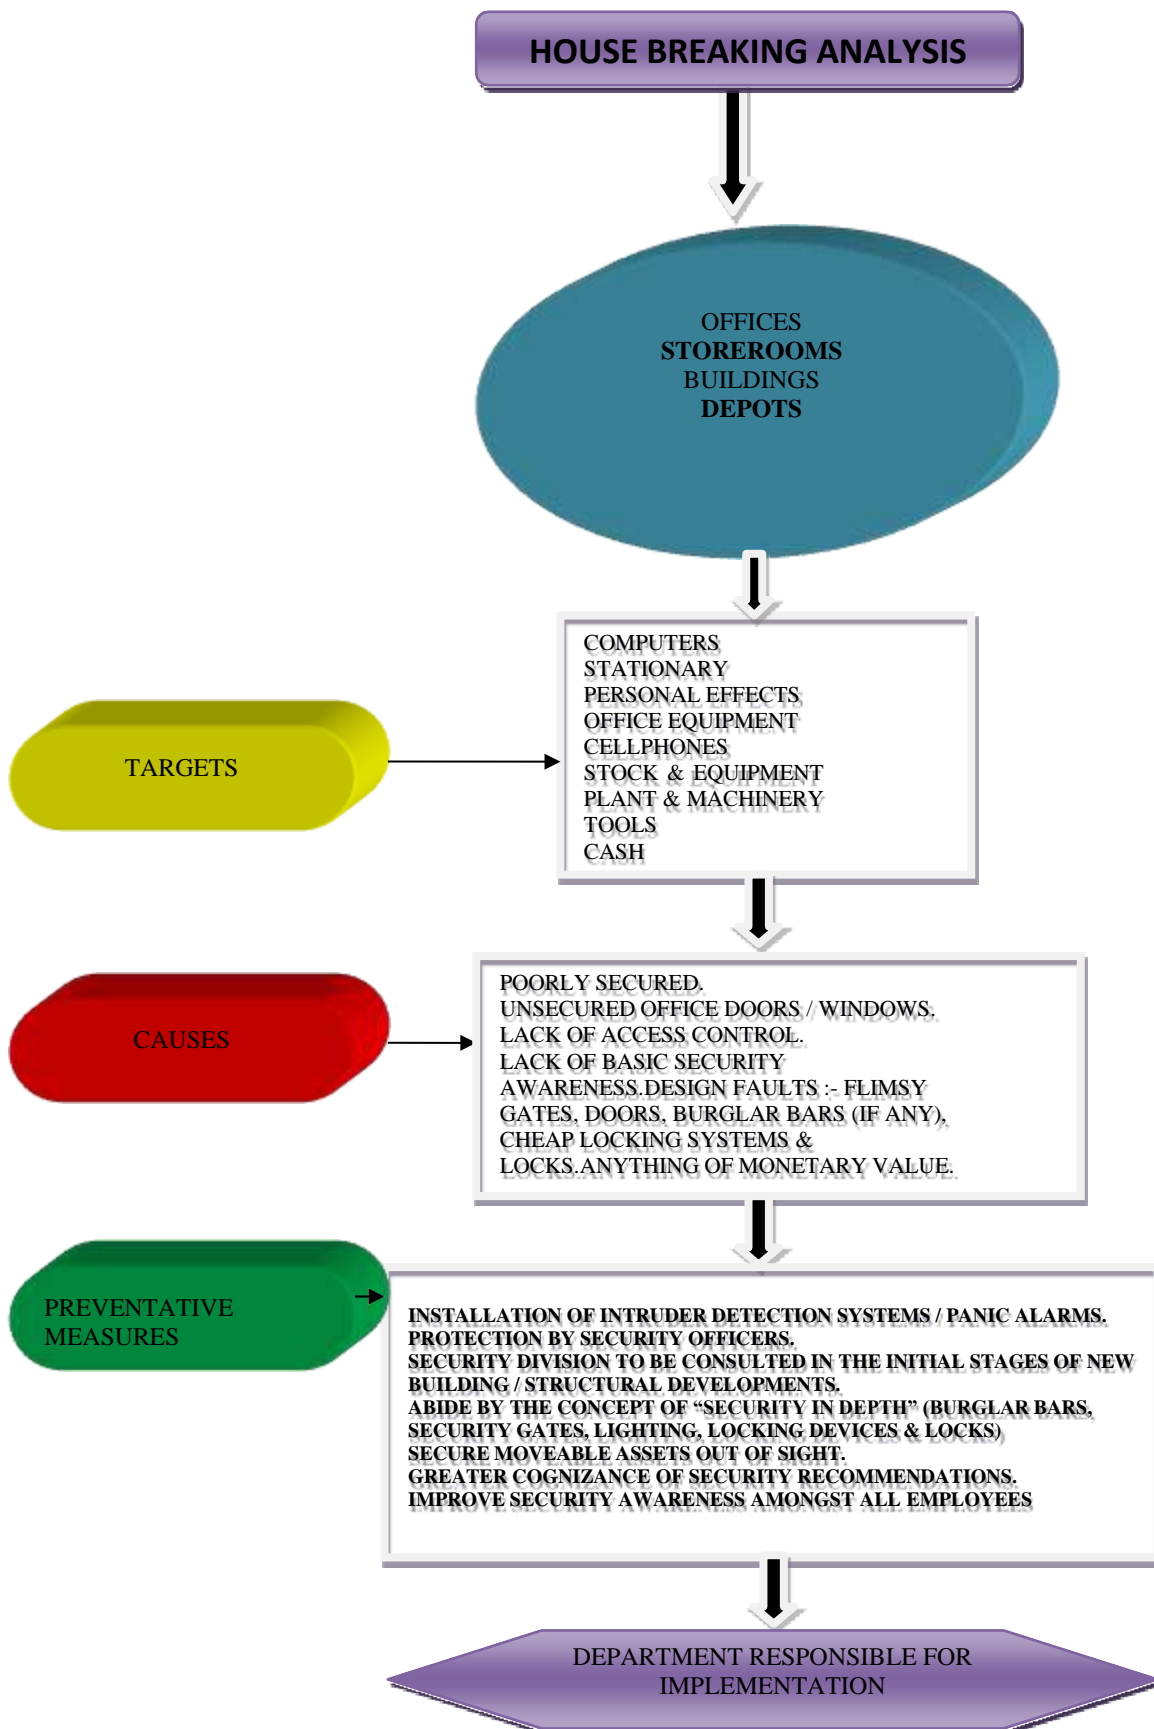 HOUSE BREAKING ANALYSIS
OFFICES
STOREROOMS
BUILDINGS
DEPOTS
COMPUTERS
STATIONARY
PERSONAL EFFECTS
OFFICE EQUIPMENT
CELLPHONES
STOCK & EQUIPMENT
PLANT & MACHINERY
TOOLS
CASH
TARGETS
POORLY SECURED.
UNSECURED OFFICE DOORS / WINDOWS.
LACK OF ACCESS CONTROL.
LACK OF BASIC SECURITY
AWARENESS.DESIGN FAULTS :- FLIMSY
GATES, DOORS, BURGLAR BARS (IF ANY),
CHEAP LOCKING SYSTEMS &
LOCKS.ANYTHING OF MONETARY VALUE.
CAUSES
PREVENTATIVE
MEASURES
INSTALLATION OF INTRUDER DETECTION SYSTEMS / PANIC ALARMS.
PROTECTION BY SECURITY OFFICERS.
SECURITY DIVISION TO BE CONSULTED IN THE INITIAL STAGES OF NEW
BUILDING / STRUCTURAL DEVELOPMENTS.
ABIDE BY THE CONCEPT OF “SECURITY IN DEPTH” (BURGLAR BARS,
SECURITY GATES, LIGHTING, LOCKING DEVICES & LOCKS)
SECURE MOVEABLE ASSETS OUT OF SIGHT.
GREATER COGNIZANCE OF SECURITY RECOMMENDATIONS.
IMPROVE SECURITY AWARENESS AMONGST ALL EMPLOYEES
DEPARTMENT RESPONSIBLE FOR
IMPLEMENTATION